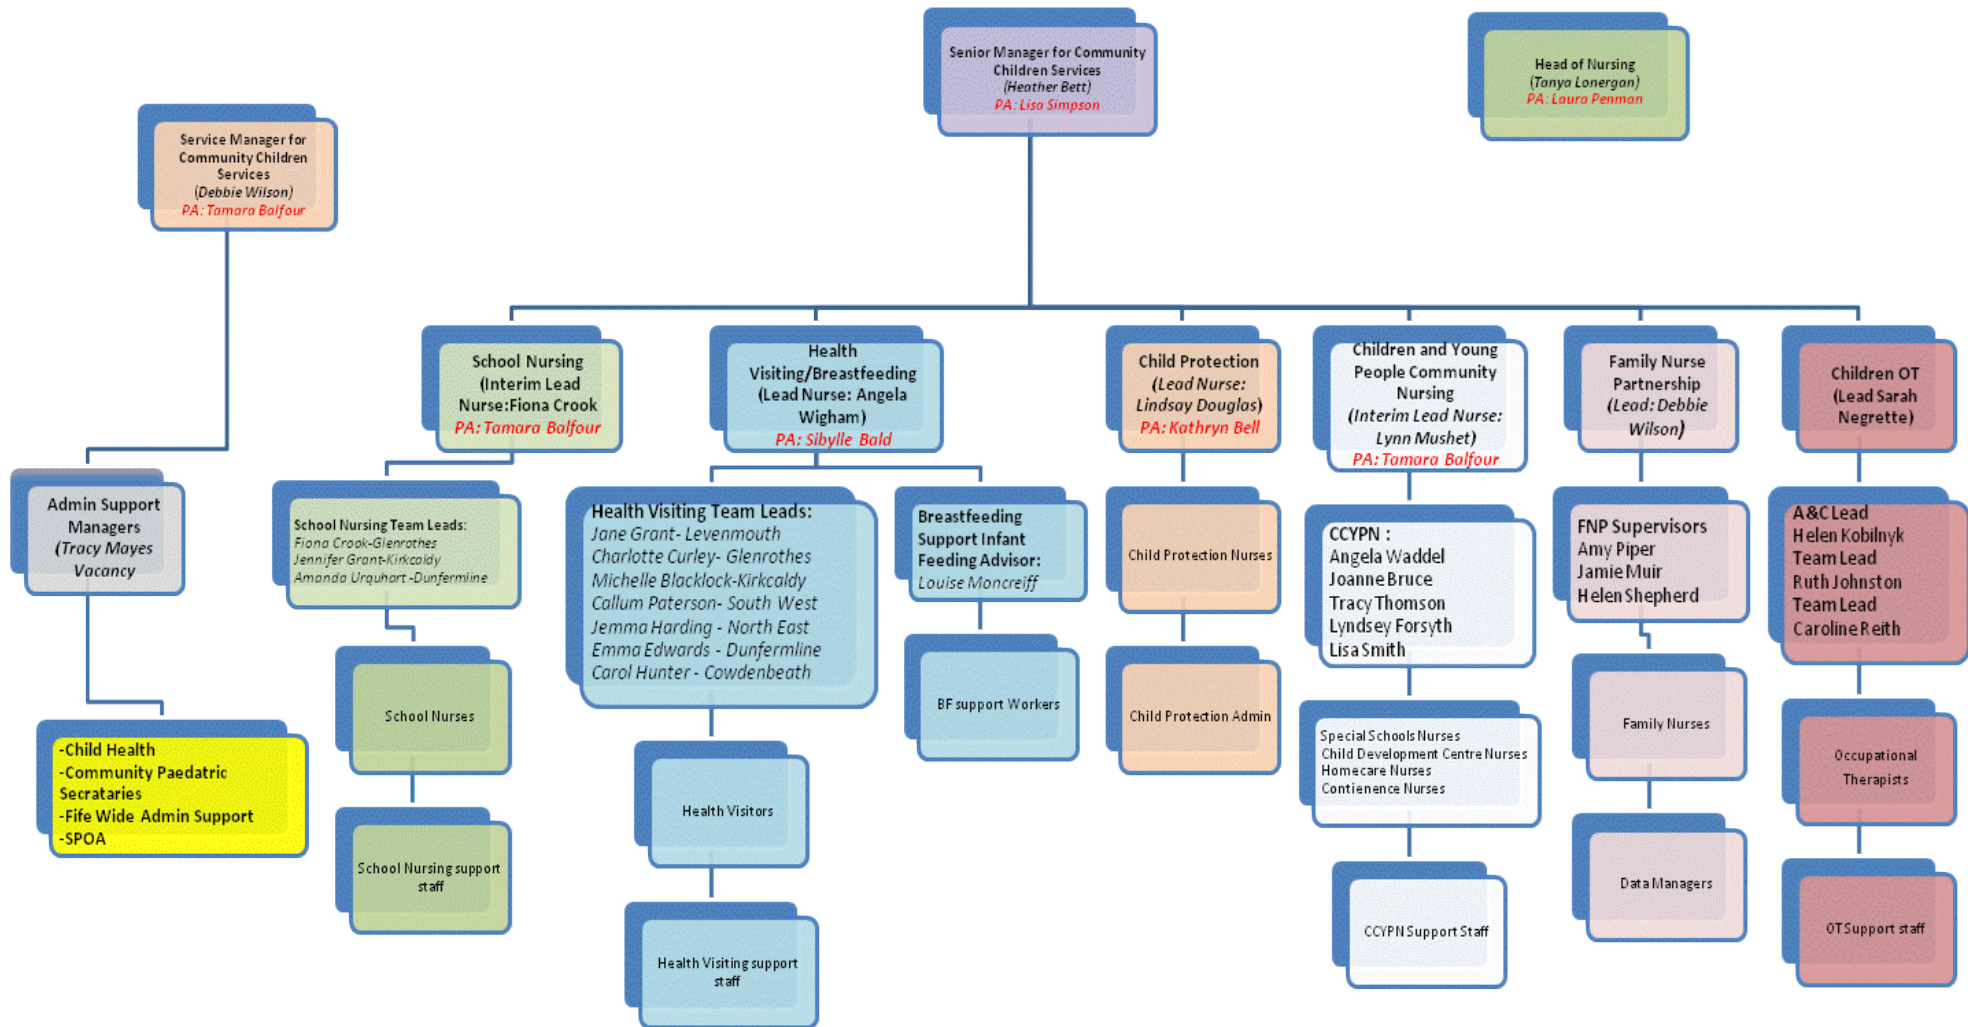 Senior Manager for Community
Children Services
(Heather Bett)
PA: Lisa Simpson
Head of Nursing
(Tanya Lonergan)
PA: Laura Penman
Service Manager for
Community Children
Services
(Debbie Wilson)
PA: Tamara Balfour
School Nursing
(Interim Lead
Nurse:Fiona Crook)
PA: Tamara Balfour
Health
Visiting/Breastfeeding
(Lead Nurse: Angela
Wigham)
PA: Sibylle Bald
Child Protection
(Lead Nurse:
Lindsay Douglas)
PA: Kathryn Bell
Children and Young
People Community
Nursing
(Interim Lead Nurse:
Lynn Mushet)
PA: Tamara Balfour
Family Nurse
Partnership
(Lead: Debbie
Wilson)
Children OT
(Lead Sarah
Negrette)
Admin Support
Managers
(Tracy Mayes
Vacancy
School Nursing Team Leads:
Fiona Crook-Glenrothes
Jennifer Grant-Kirkcaldy
Amanda Urquhart -Dunfermline
Health Visiting Team Leads:
Jane Grant- Levenmouth
Charlotte Curley- Glenrothes
Michelle Blacklock-Kirkcaldy
Callum Paterson- South West
Jemma Harding - North East
Emma Edwards - Dunfermline
Carol Hunter - Cowdenbeath
Breastfeeding
Support Infant
Feeding Advisor:
Louise Moncreiff
Child Protection Nurses
CCYPN :
Angela Waddel
Joanne Bruce
Tracy Thomson
Lyndsey Forsyth
Lisa Smith
FNP Supervisors
Amy Piper
Jamie Muir
Helen Shepherd
A&C Lead
Helen Kobilnyk
Team Lead
Ruth Johnston
Team Lead
Caroline Reith
-Child Health
-Community Paedatric
Secrataries
-Fife Wide Admin Support
-SPOA
School Nurses
BF support Workers
Child Protection Admin
Special Schools Nurses
Child Development Centre Nurses
Homecare Nurses
Contienence Nurses
Family Nurses
Occupational
Therapists
School Nursing support
staff
Health Visitors
CCYPN Support Staff
Data Managers
OT Support staff
Health Visiting support
staff